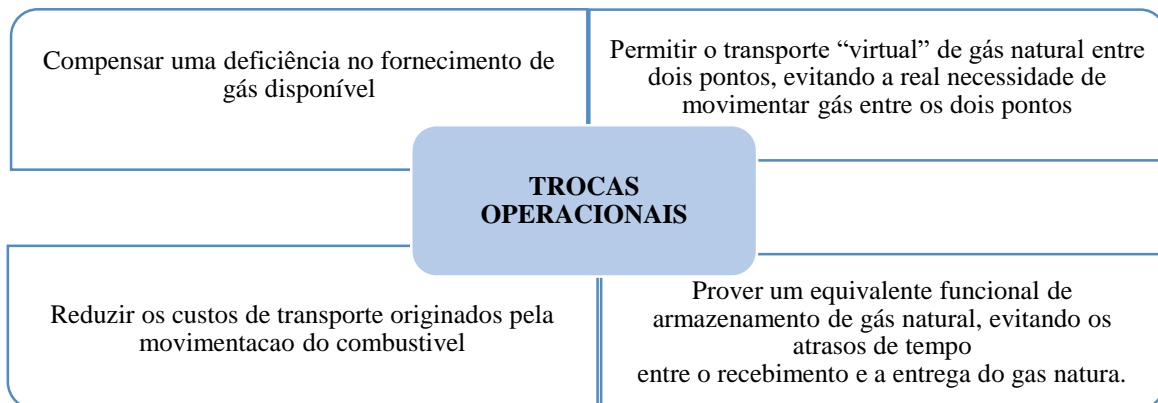 Compensar uma deficiência no fornecimento de
gás disponível
Permitir o transporte “virtual” de gás natural entre
dois pontos, evitando a real necessidade de
movimentar gás entre os dois pontos
TROCAS
OPERACIONAIS
Reduzir os custos de transporte originados pela
movimentacao do combustivel
Prover um equivalente funcional de
armazenamento de gás natural, evitando os
atrasos de tempo
entre o recebimento e a entrega do gas natura.